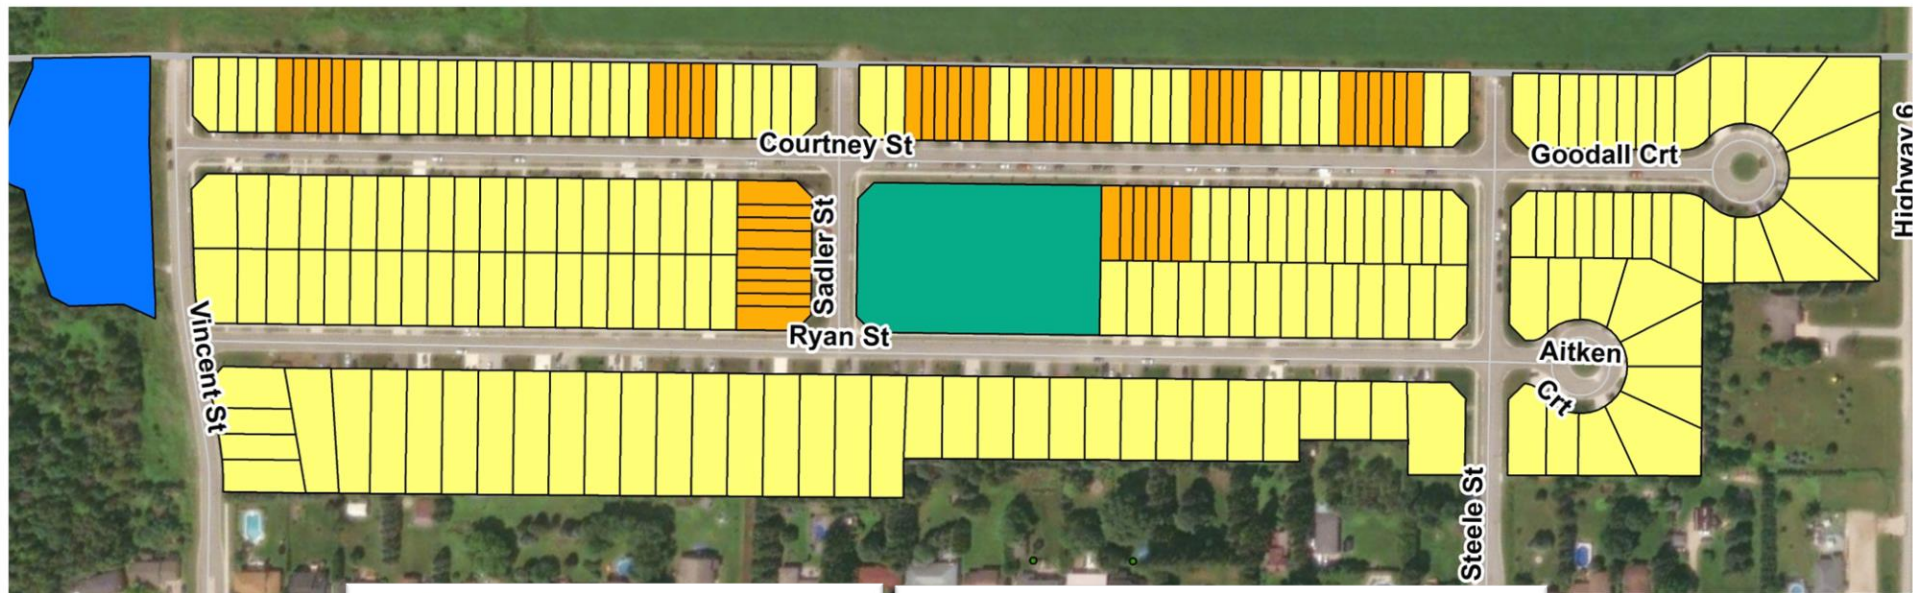 Courtney St
Goodall Crt
Highway 6
Sadler St
Vincent St
Ryan St
Aitken
Crt
Steele St